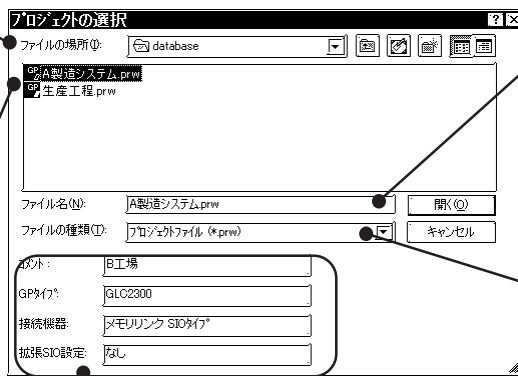 ﾌﾟﾛｼﾞｪｸﾄの選択
ファイルの場所(I): database
A製造システム.prw
生産工程.prw
ファイル名(N): A製造システム.prw 開く(O)
ファイルの種類(T): ﾌﾟﾛｼﾞｪｸﾄﾌｧｲﾙ (*.prw) キャンセル
ｺﾒﾝﾄ: B工場
GPﾀｲﾌﾟ: GLC2300
接続機器: メモリリンク SIOﾀｲﾌﾟ
拡張SIO設定: なし